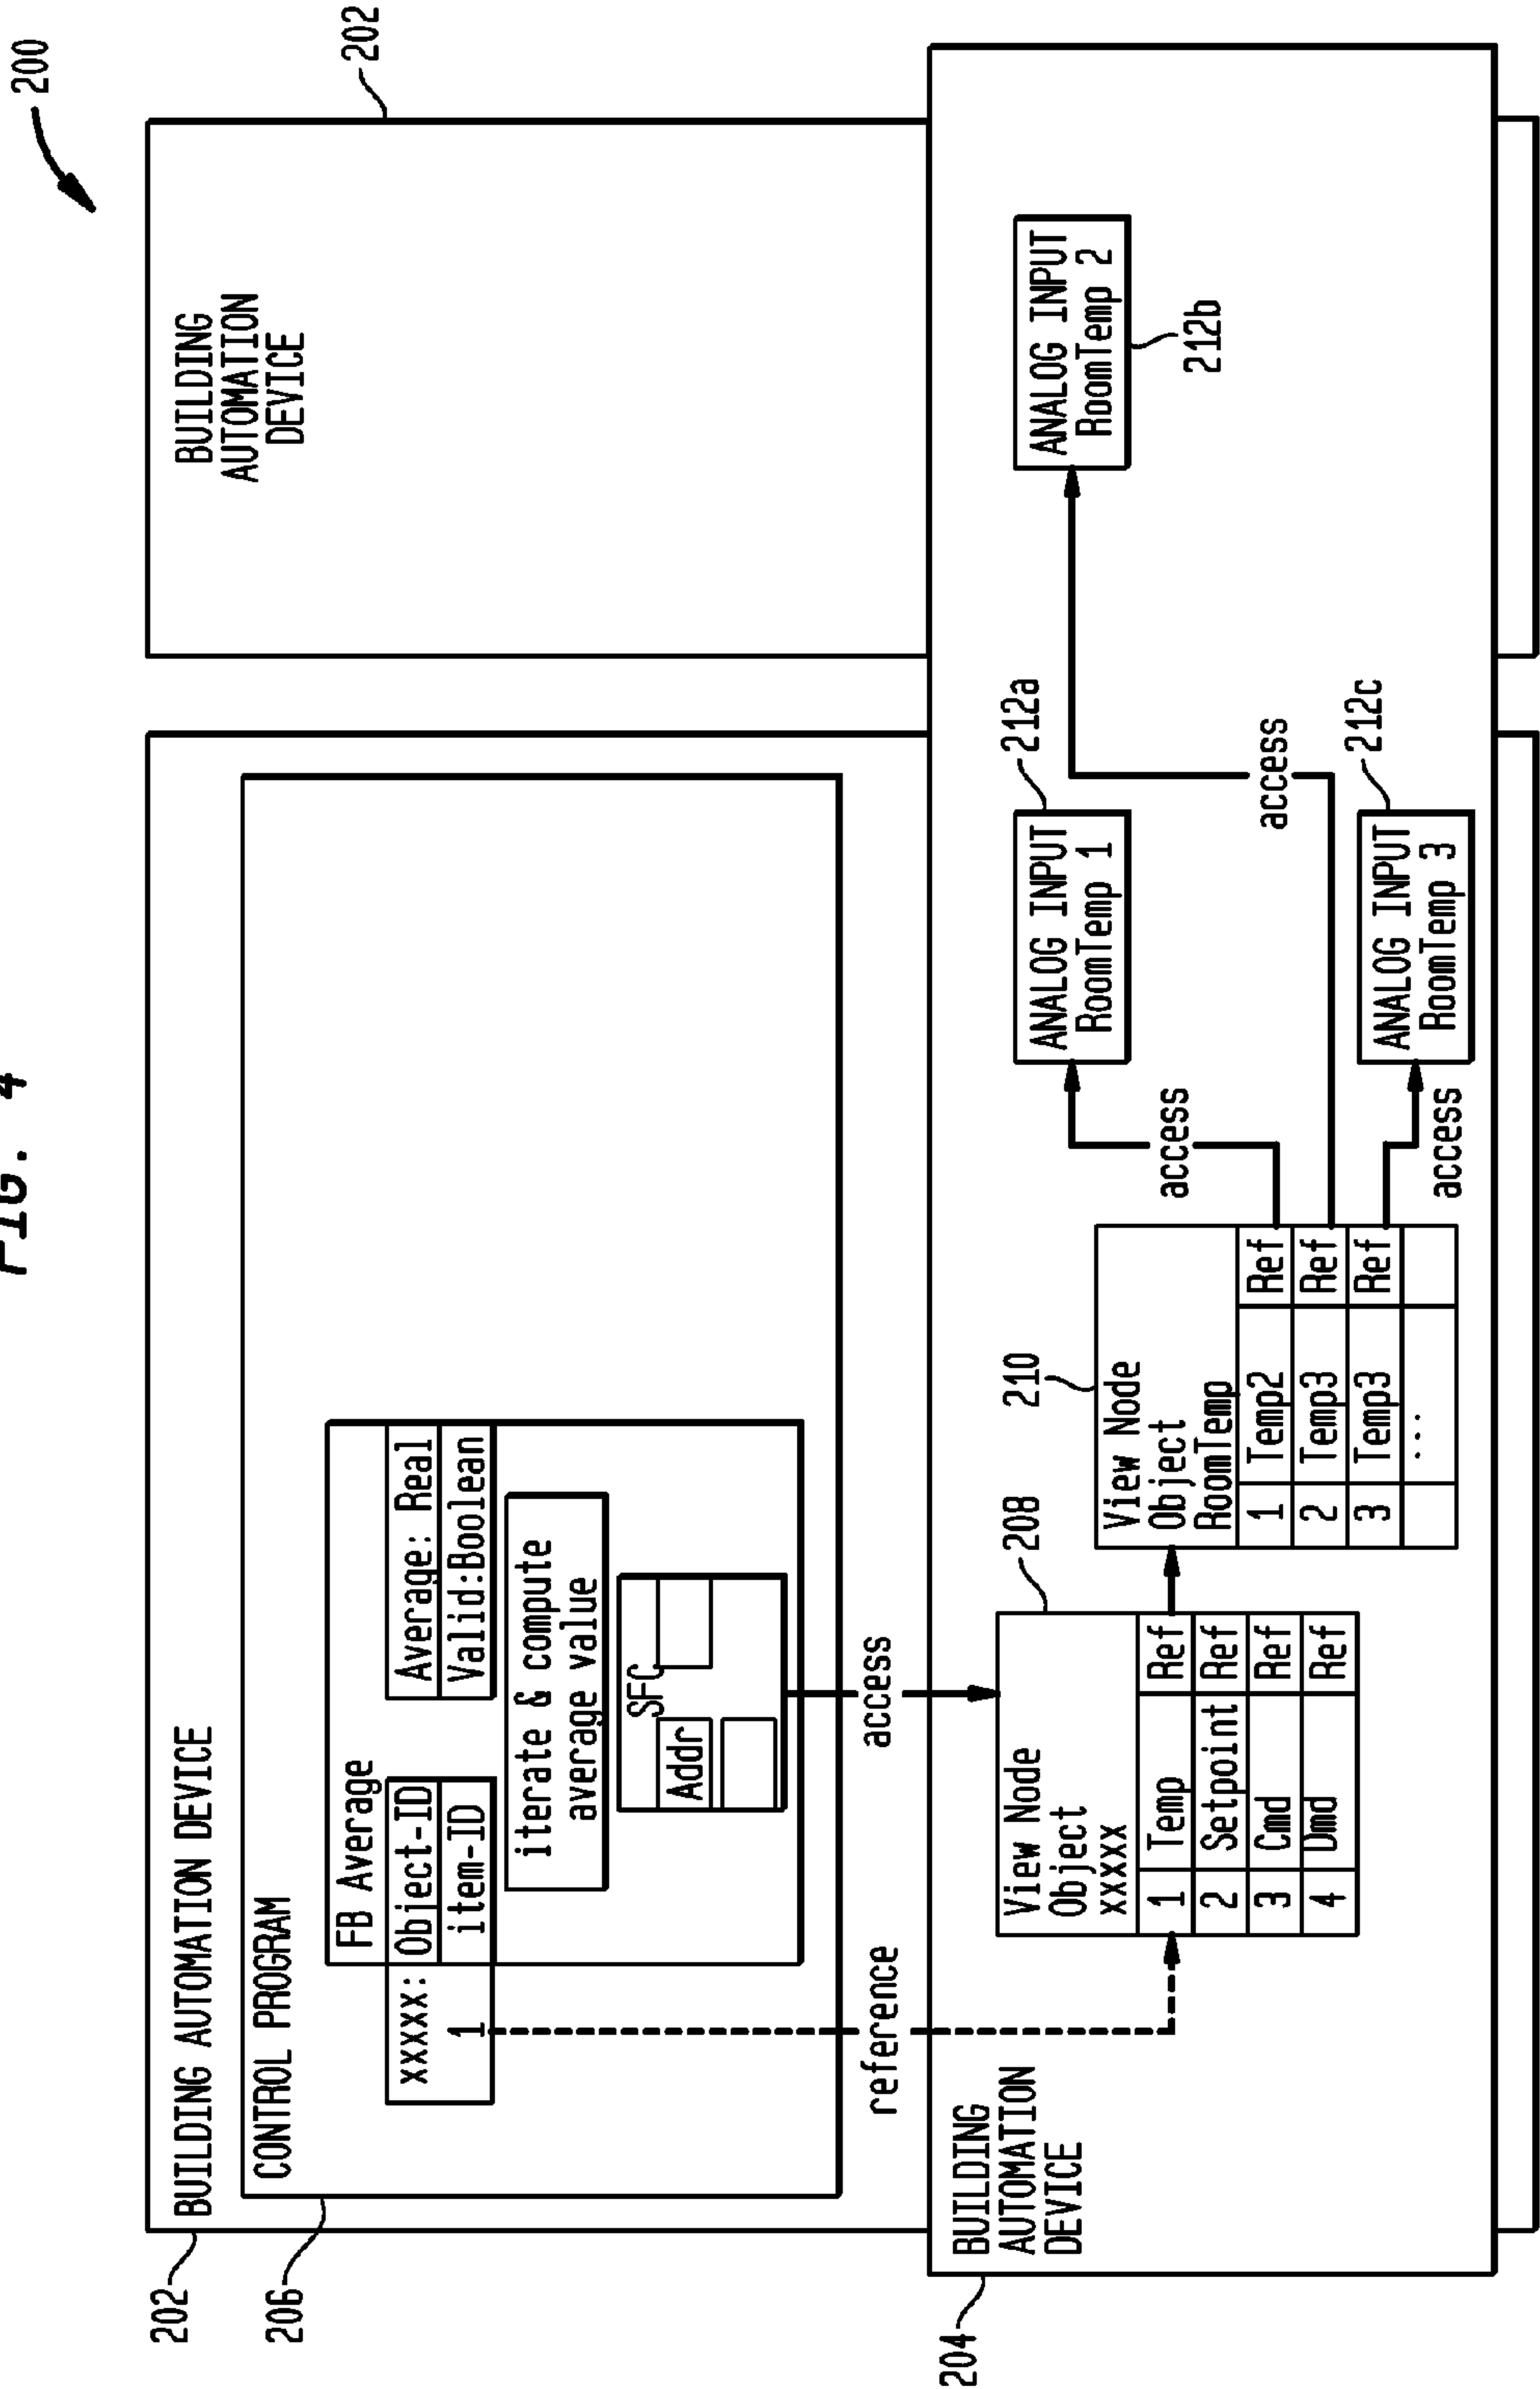 FIG. 4
200
202
BUILDING AUTOMATION DEVICE
206
CONTROL PROGRAM
FB Average
xxxxx:
Object-ID
Average: Real
1
item-ID
Valid:Boolean
iterate & compute
average value
SFC
Addr
202
BUILDING
AUTOMATION
DEVICE
reference
access
204
BUILDING
AUTOMATION
DEVICE
208
View Node
Object
xxxxx
1 Temp Ref
2 Setpoint Ref
3 Cmd Ref
4 Dmd Ref
210
View Node
Object
RoomTemp
1 Temp2 Ref
2 Temp3 Ref
3 Temp3 Ref
...
access
access
access
212a
ANALOG INPUT
RoomTemp 1
ANALOG INPUT
RoomTemp 2
212b
212c
ANALOG INPUT
RoomTemp 3